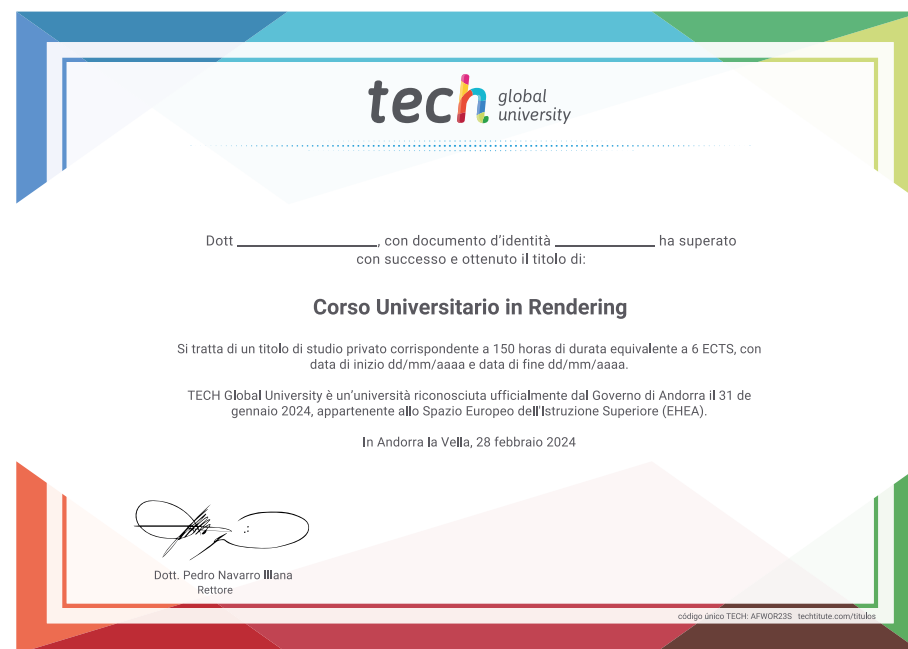 tech global
university
Dott ____________, con documento d'identità ____________ ha superato
con successo e ottenuto il titolo di:
Corso Universitario in Rendering
Si tratta di un titolo di studio privato corrispondente a 150 horas di durata equivalente a 6 ECTS, con
data di inizio dd/mm/aaaa e data di fine dd/mm/aaaa.
TECH Global University è un'università riconosciuta ufficialmente dal Governo di Andorra il 31 de
gennaio 2024, appartenente allo Spazio Europeo dell'Istruzione Superiore (EHEA).
In Andorra la Vella, 28 febbraio 2024
Dott. Pedro Navarro Illana
Rettore
código único TECH: AFWOR23S techtitute.com/titulos